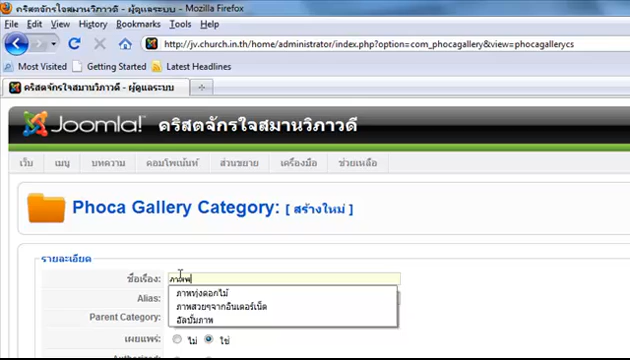 คริสตจักรใจสมานวิภาวดี - ผู้ดูแลระบบ - Mozilla Firefox
File Edit View History Bookmarks Tools Help
http://jv.church.in.th/home/administrator/index.php?option=com_phocagallery&view=phocagallerycs
Most Visited Getting Started Latest Headlines
คริสตจักรใจสมานวิภาวดี - ผู้ดูแลระบบ
Joomla! คริสตจักรใจสมานวิภาวดี
เว็บ เมนู บทความ คอมโพเน้นท์ ส่วนขยาย เครื่องมือ ช่วยเหลือ
Phoca Gallery Category: [ สร้างใหม่ ]
รายละเอียด
ชื่อเรื่อง:
ภาพทุ่งดอกไม้
Alias:
ภาพสวยๆจากอินเตอร์เน็ต
Parent Category:
อัลบั้มภาพ
เผยแพร่: ไม่ ใช่